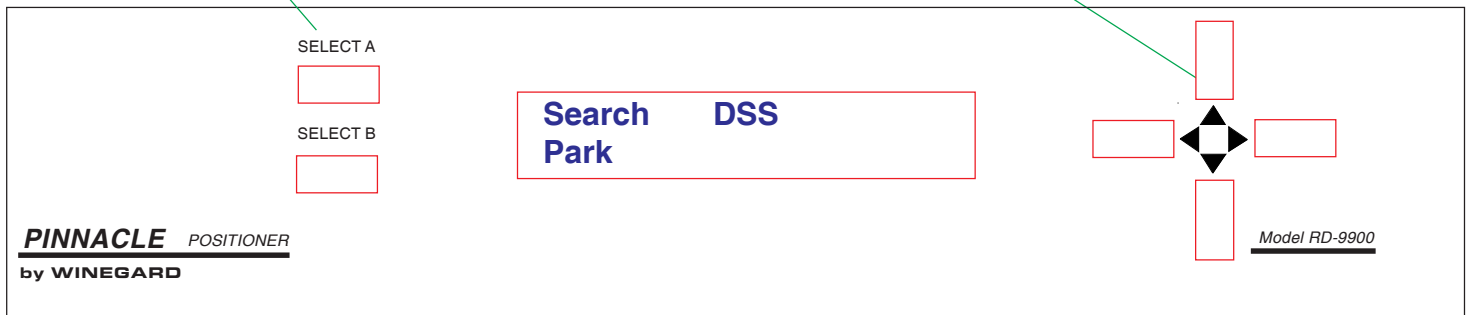 SELECT A
SELECT B
Search DSS
Park
PINNACLE POSITIONER
by WINEGARD
Model RD-9900